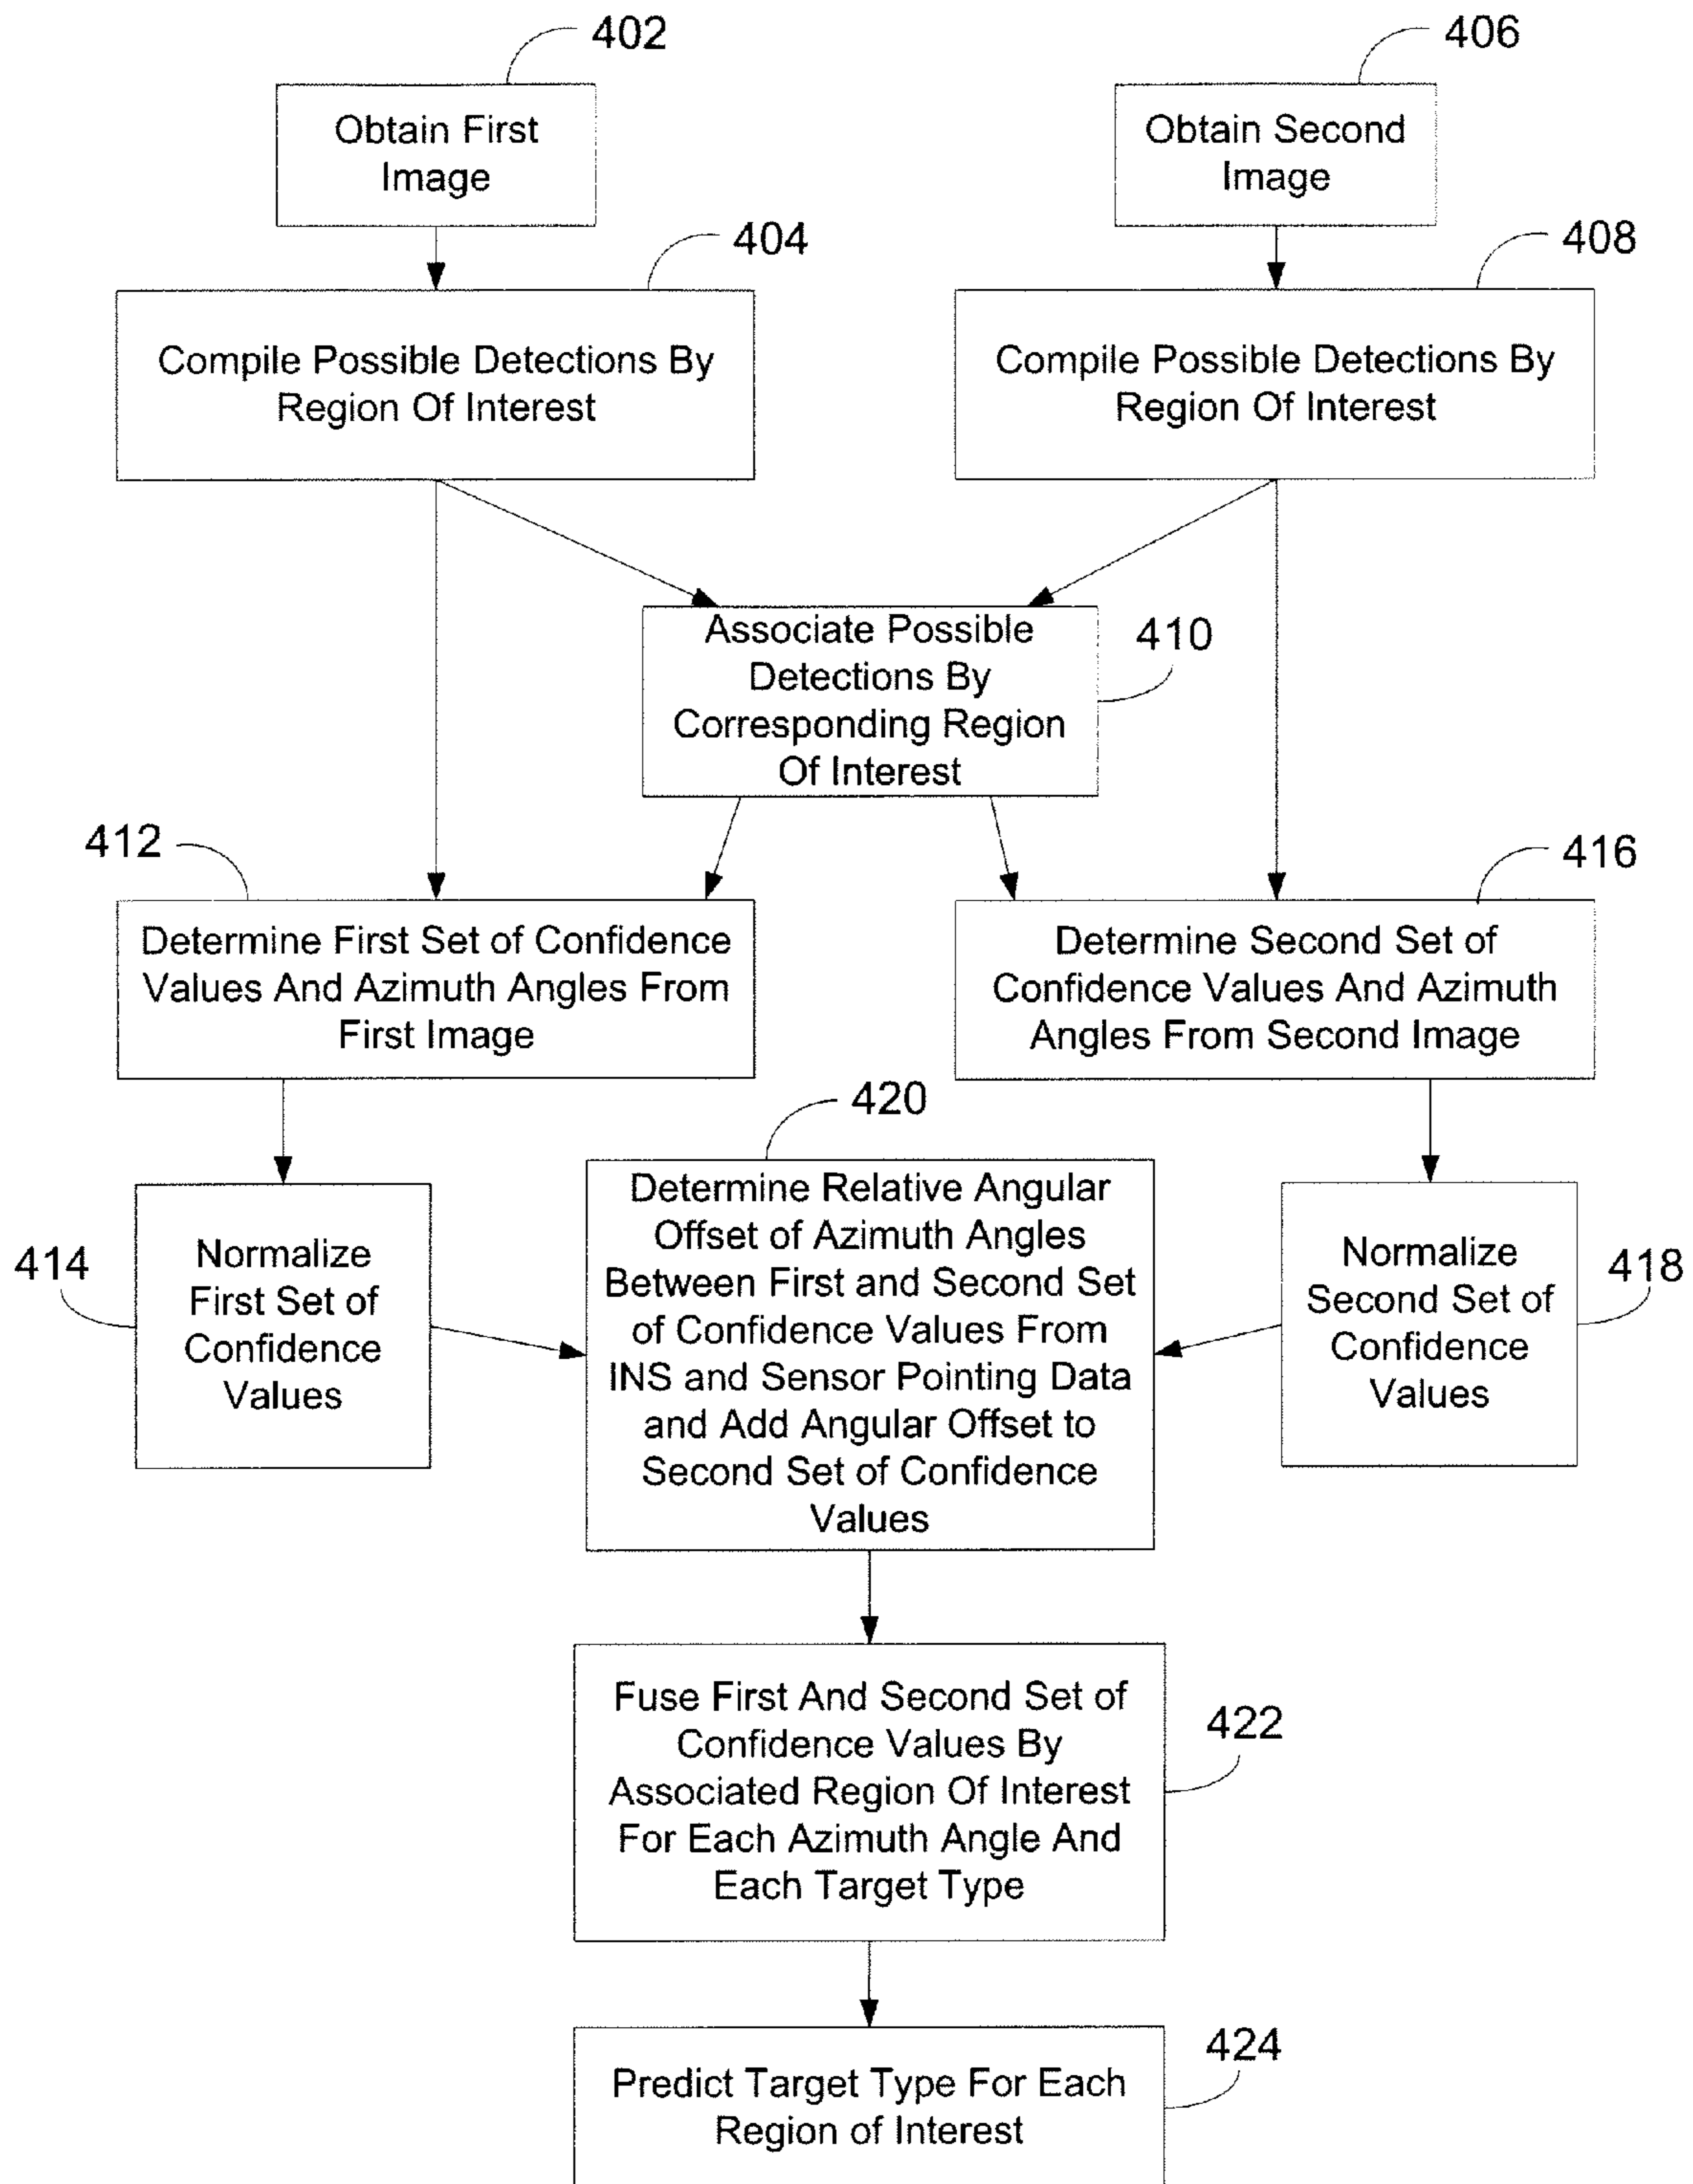 402
406
Obtain First
Image
Obtain Second
Image
404
408
Compile Possible Detections By
Region Of Interest
Compile Possible Detections By
Region Of Interest
Associate Possible
Detections By
Corresponding Region
Of Interest
410
412
416
Determine First Set of Confidence
Values And Azimuth Angles From
First Image
Determine Second Set of
Confidence Values And Azimuth
Angles From Second Image
420
414
Normalize
First Set of
Confidence
Values
Determine Relative Angular
Offset of Azimuth Angles
Between First and Second Set
of Confidence Values From
INS and Sensor Pointing Data
and Add Angular Offset to
Second Set of Confidence
Values
Normalize
Second Set of
Confidence
Values
418
Fuse First And Second Set of
Confidence Values By
Associated Region Of Interest
For Each Azimuth Angle And
Each Target Type
422
Predict Target Type For Each
Region of Interest
424